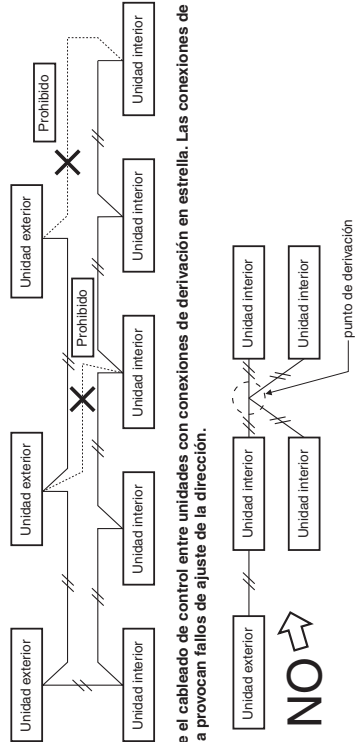 Unidad exterior
Unidad exterior
Unidad exterior
Prohibido
Prohibido
Unidad interior
Unidad interior
Unidad interior
Unidad interior
Unidad interior
e el cableado de control entre unidades con conexiones de derivación en estrella. Las conexiones de
a provocan fallos de ajuste de la dirección.
Unidad exterior
Unidad interior
Unidad interior
Unidad interior
Unidad interior
NO
punto de derivación